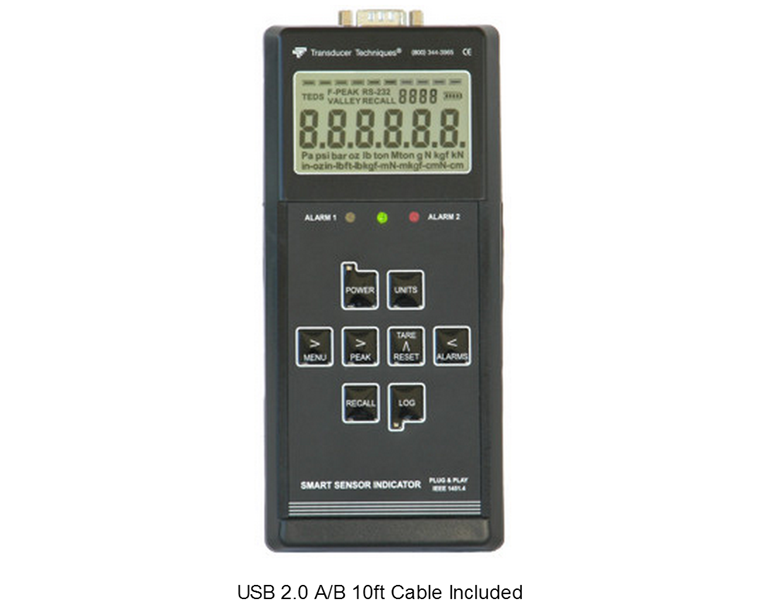 Transducer Techniques® (800) 344-3965 CE
TEDS F-PEAK RS-232 8888
VALLEY RECALL
8.8.8.8.8.8.
Pa psi bar oz lb ton Mton g N kgf kN
in-ozin-lbft-lbkgf-mN-mkgf-cmN-cm
ALARM 1 ALARM 2
POWER UNITS
> MENU > PEAK TARE ʌ RESET < ALARMS
RECALL LOG
SMART SENSOR INDICATOR PLUG & PLAY
IEEE 1451.4
USB 2.0 A/B 10ft Cable Included